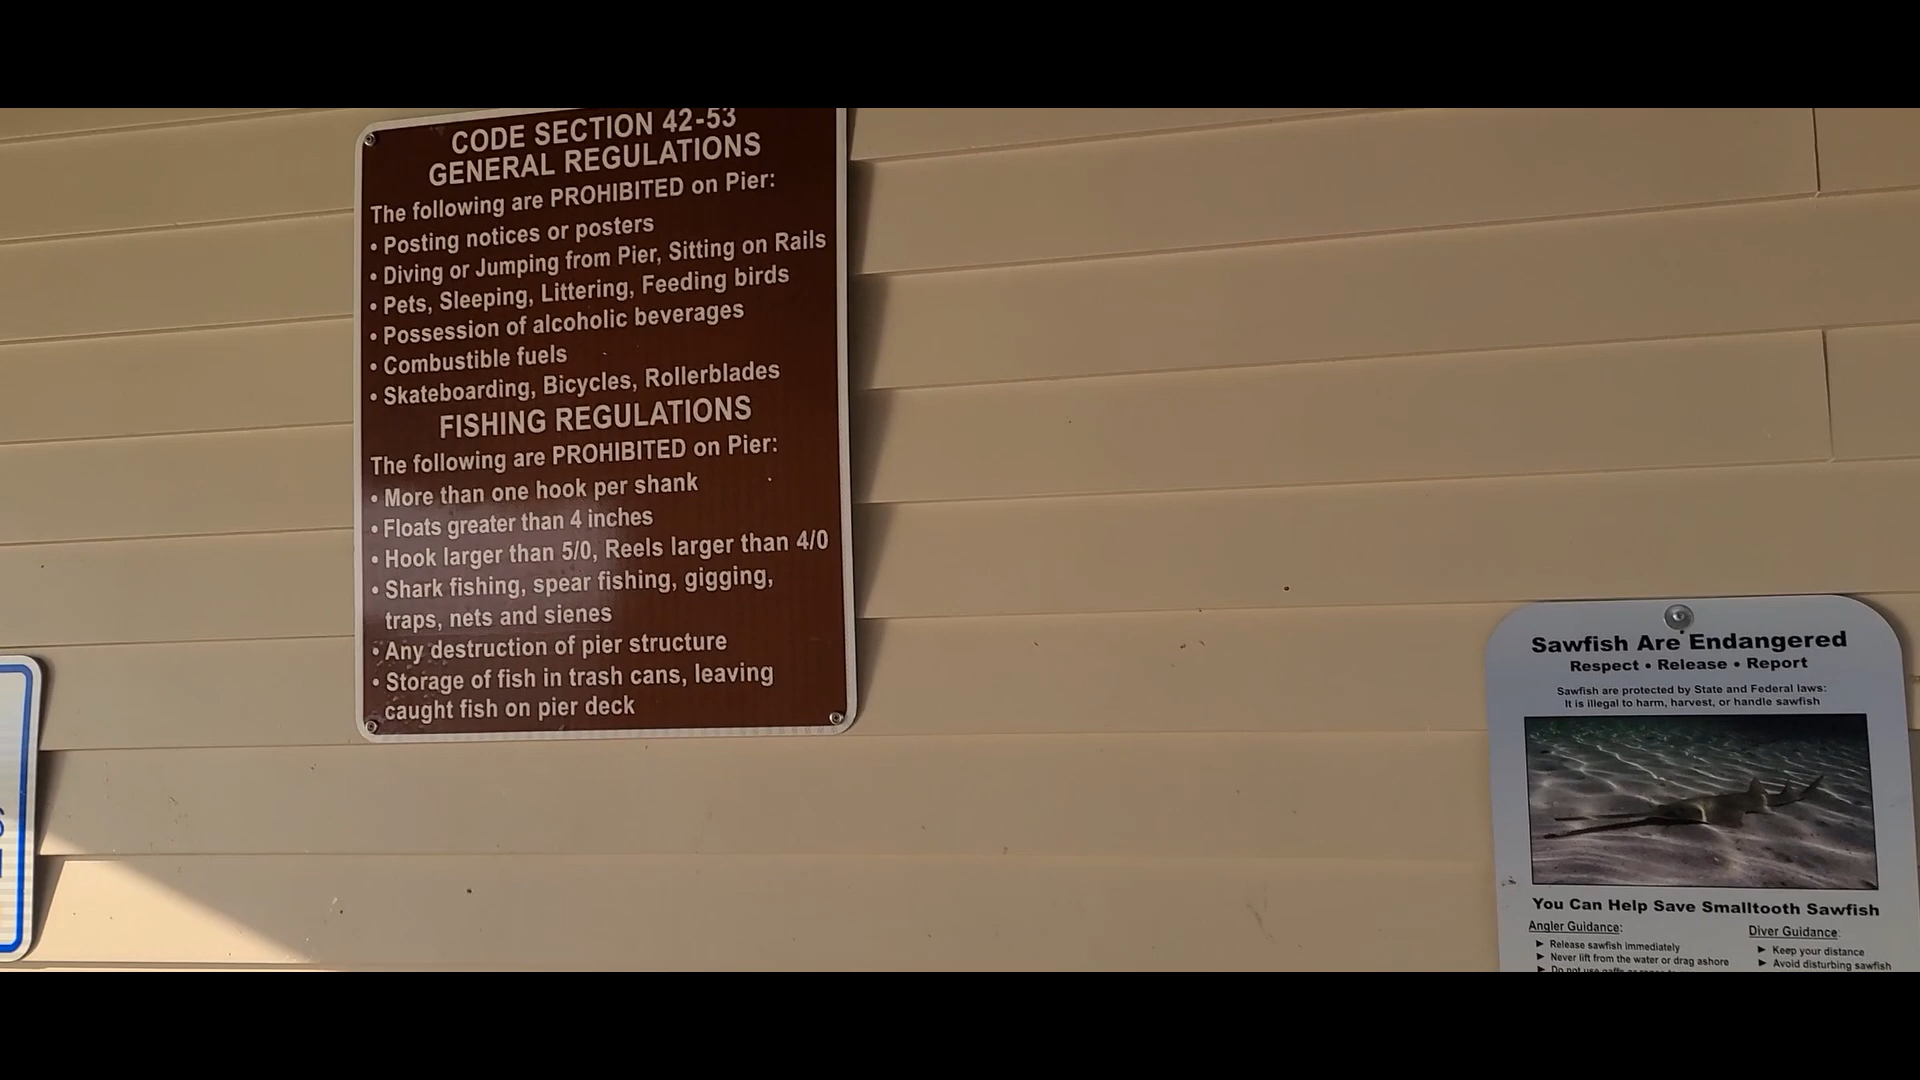 CODE SECTION 42-53
GENERAL REGULATIONS
The following are PROHIBITED on Pier:
• Posting notices or posters
• Diving or Jumping from Pier, Sitting on Rails
• Pets, Sleeping, Littering, Feeding birds
• Possession of alcoholic beverages
• Combustible fuels
• Skateboarding, Bicycles, Rollerblades
FISHING REGULATIONS
The following are PROHIBITED on Pier:
• More than one hook per shank
• Floats greater than 4 inches
• Hook larger than 5/0, Reels larger than 4/0
• Shark fishing, spear fishing, gigging,
traps, nets and sienes
• Any destruction of pier structure
• Storage of fish in trash cans, leaving
caught fish on pier deck
Sawfish Are Endangered
Respect • Release • Report
Sawfish are protected by State and Federal laws:
It is illegal to harm, harvest, or handle sawfish
You Can Help Save Smalltooth Sawfish
Angler Guidance:
► Release sawfish immediately
► Never lift from the water or drag ashore
► Do not use
Diver Guidance:
► Keep your distance
► Avoid disturbing sawfish